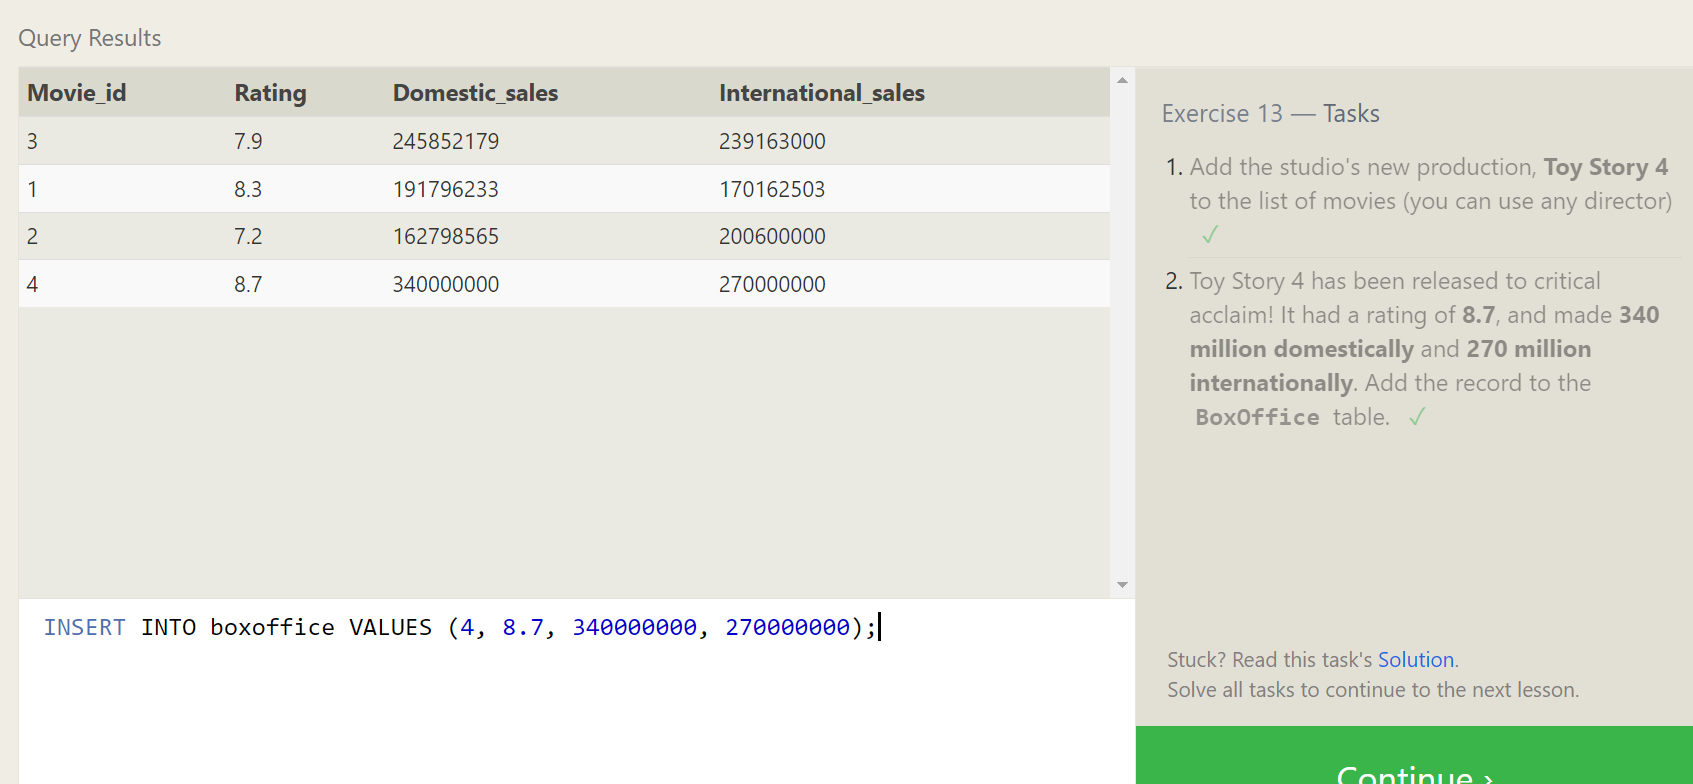 Query Results
Movie_id Rating Domestic_sales International_sales
3 7.9 245852179 239163000
1 8.3 191796233 170162503
2 7.2 162798565 200600000
4 8.7 340000000 270000000
INSERT INTO boxoffice VALUES (4, 8.7, 340000000, 270000000);
Exercise 13 — Tasks
1. Add the studio's new production, Toy Story 4
to the list of movies (you can use any director)
✓
2. Toy Story 4 has been released to critical
acclaim! It had a rating of 8.7, and made 340
million domestically and 270 million
internationally. Add the record to the
BoxOffice table. ✓
Stuck? Read this task's Solution.
Solve all tasks to continue to the next lesson.
Continue ›